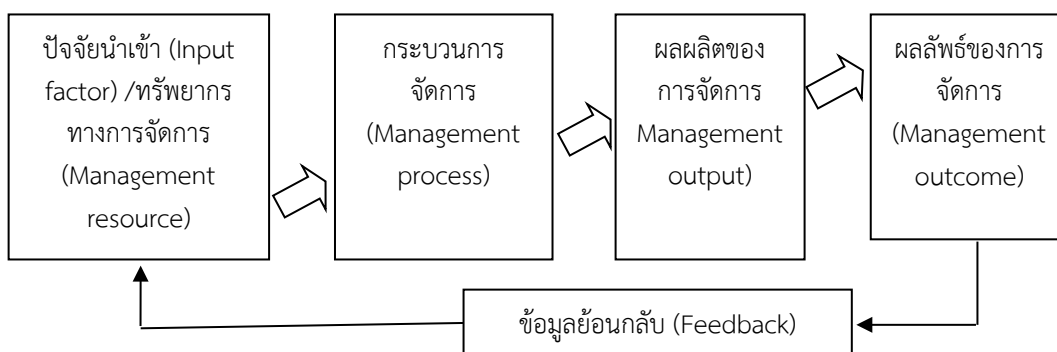 ปัจจัยนำเข้า (Input
factor) /ทรัพยากร
ทางการจัดการ
(Management
resource)
กระบวนการ
จัดการ
(Management
process)
ผลผลิตของ
การจัดการ
Management
output)
ผลลัพธ์ของการ
จัดการ
(Management
outcome)
ข้อมูลย้อนกลับ (Feedback)